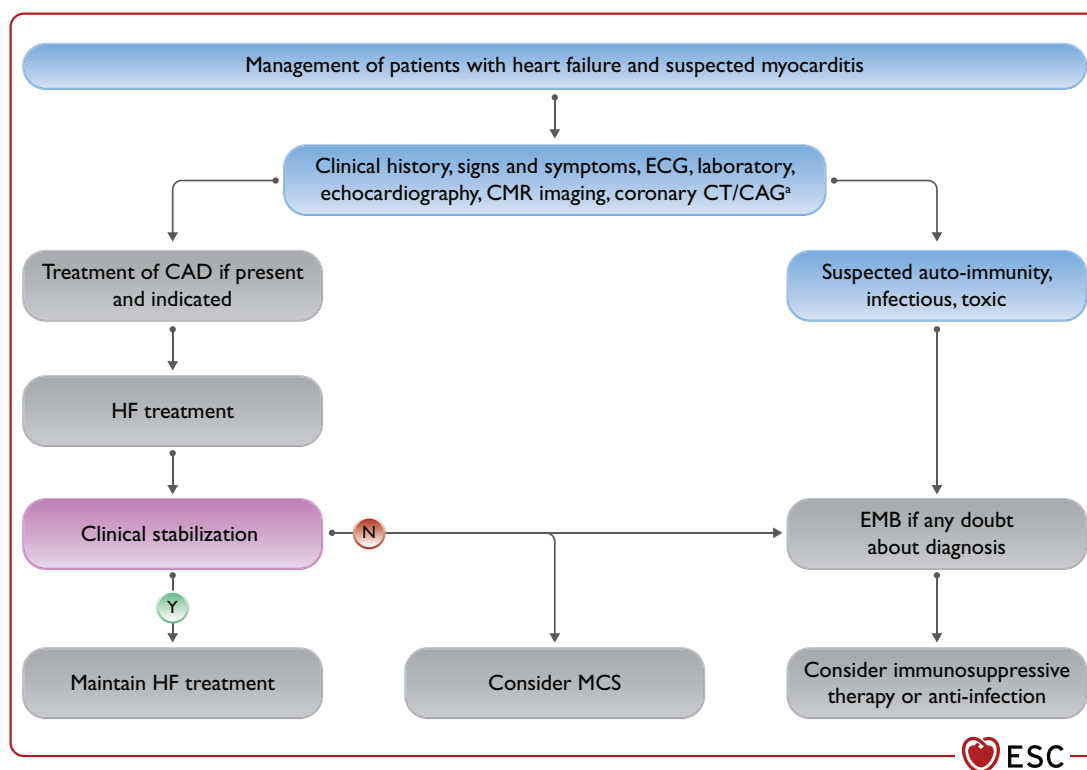 Management of patients with heart failure and suspected myocarditis
Clinical history, signs and symptoms, ECG, laboratory,
echocardiography, CMR imaging, coronary CT/CAGᵃ
Treatment of CAD if present
and indicated
Suspected auto-immunity,
infectious, toxic
HF treatment
Clinical stabilization
N
EMB if any doubt
about diagnosis
Y
Maintain HF treatment
Consider MCS
Consider immunosuppressive
therapy or anti-infection
ESC